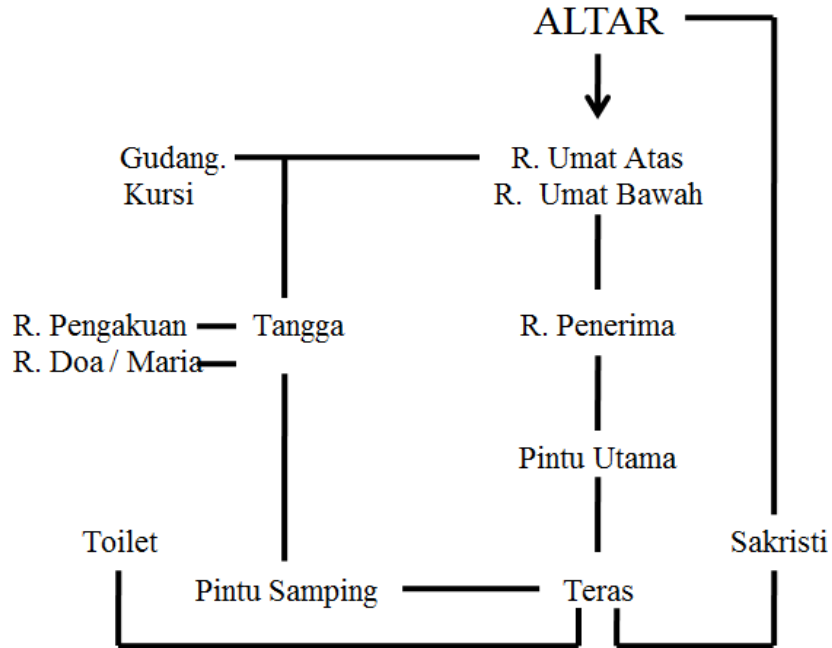 ALTAR
Gudang.
Kursi
R. Umat Atas
R. Umat Bawah
R. Pengakuan
R. Doa / Maria
Tangga
R. Penerima
Pintu Utama
Toilet
Sakristi
Pintu Samping
Teras